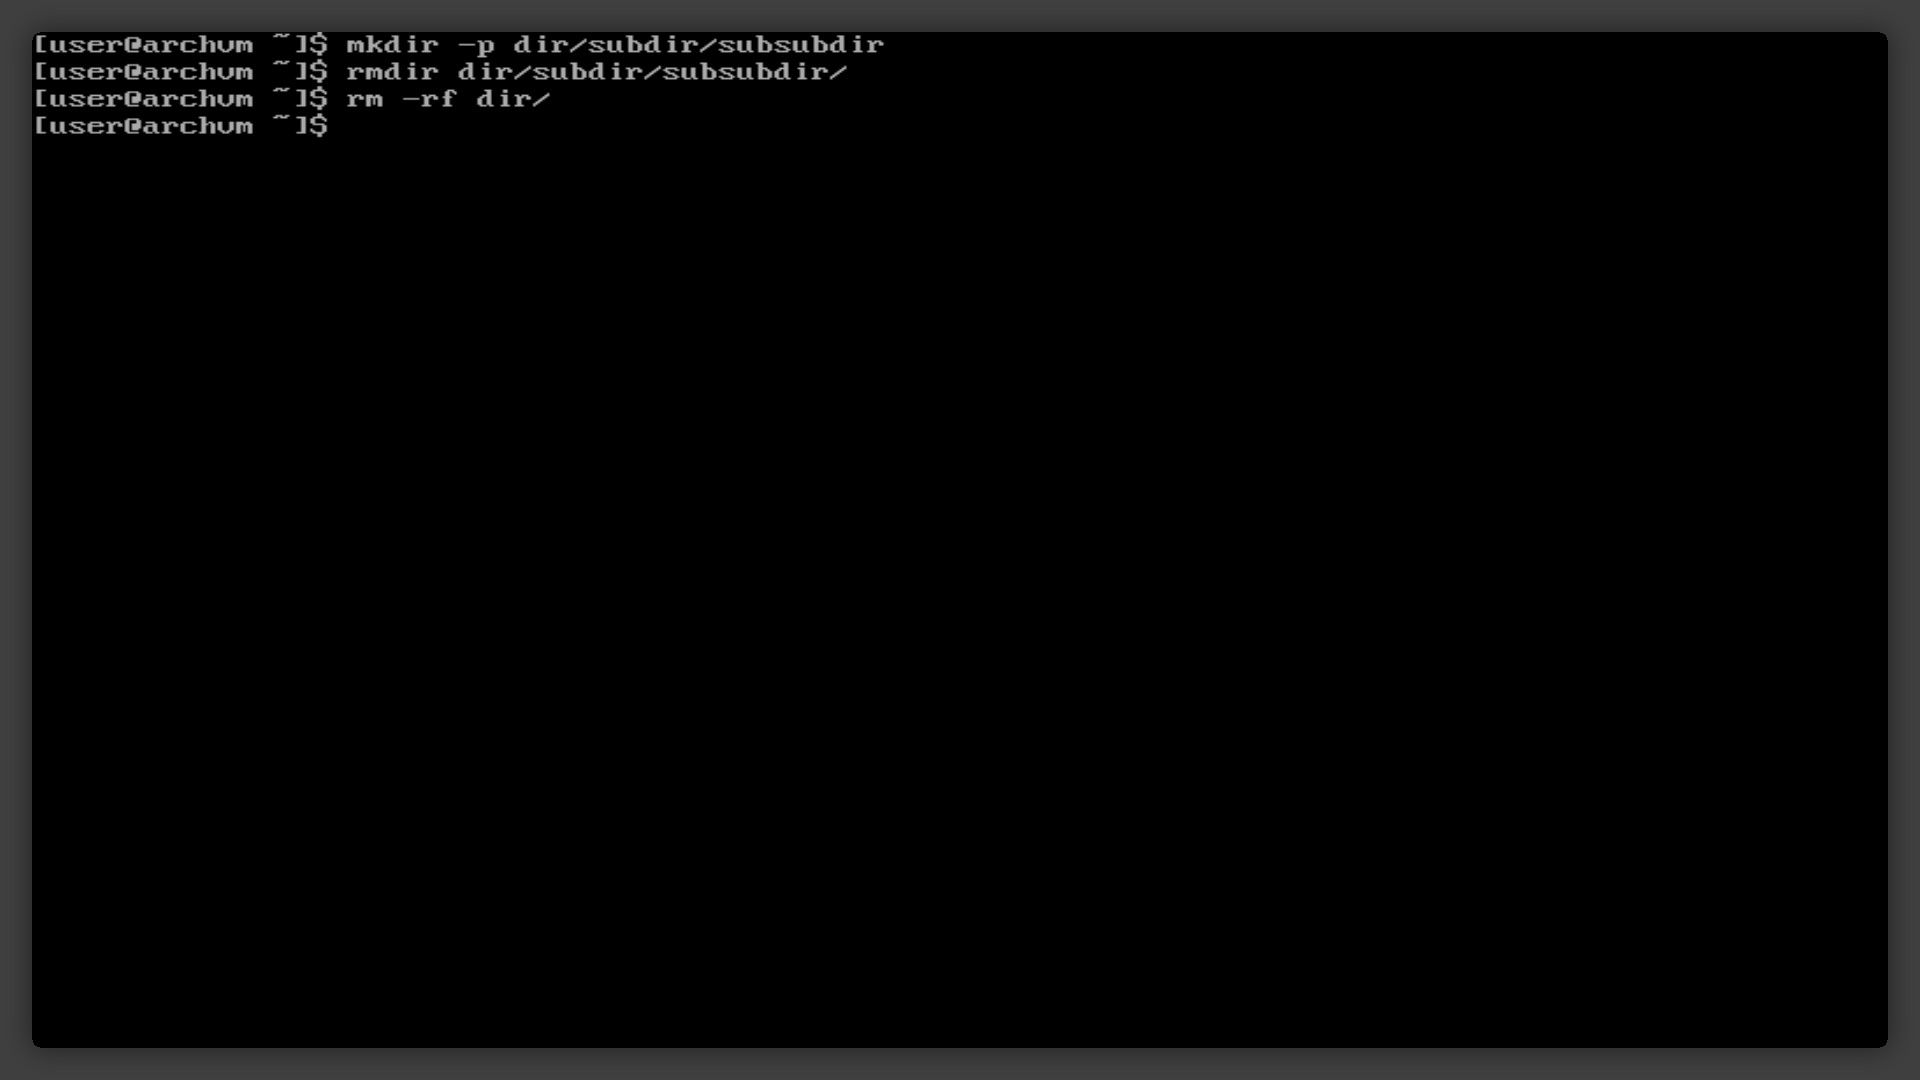 [user@archvm ~]$ mkdir -p dir/subdir/subsubdir
[user@archvm ~]$ rmdir dir/subdir/subsubdir/
[user@archvm ~]$ rm -rf dir/
[user@archvm ~]$